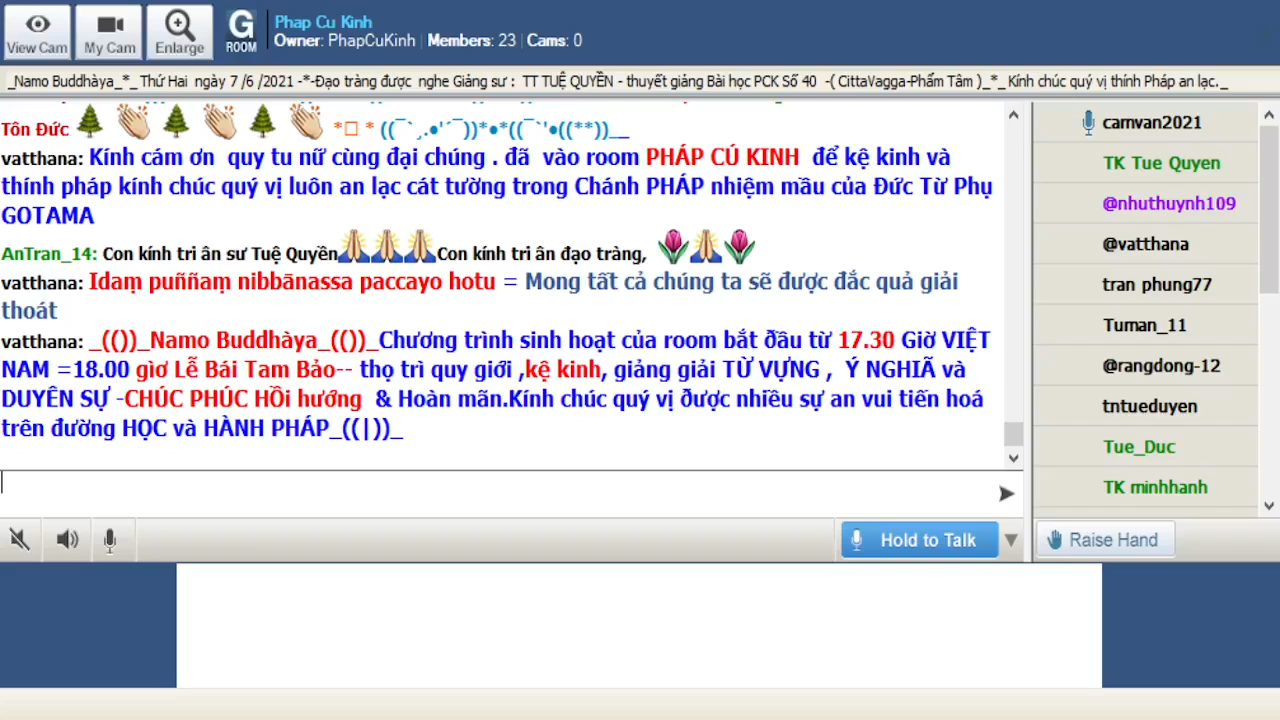 View Cam
My Cam
Enlarge
G
ROOM
Phap Cu Kinh
Owner: PhapCuKinh | Members: 23 | Cams: 0
_Namo Buddhàya_*_ Thứ Hai ngày 7 /6 /2021 -*-Đạo tràng được nghe Giảng sư : TT TUỆ QUYỀN - thuyết giảng Bài học PCK Số 40 -( CittaVagga-Phẩm Tâm )_*_ Kính chúc quý vị thính Pháp an lạc._
Tôn Đức
vatthana: Kính cám ơn quy tu nữ cùng đại chúng . đã vào room PHÁP CÚ KINH để kệ kinh và
thính pháp kính chúc quý vị luôn an lạc cát tường trong Chánh PHÁP nhiệm mầu của Đức Từ Phụ
GOTAMA
AnTran_14: Con kính tri ân sư Tuệ Quyền🙏🙏🙏Con kính tri ân đạo tràng, 🌷🙏🌷
vatthana: Idaṃ puññaṃ nibbānassa paccayo hotu = Mong tất cả chúng ta sẽ được đắc quả giải
thoát
vatthana: _(())_Namo Buddhàya_(())_Chương trình sinh hoạt của room bắt ðầu từ 17.30 Giờ VIỆT
NAM =18.00 giơ Lễ Bái Tam Bảo-- thọ trì quy giới ,kệ kinh, giảng giải TỪ VỰNG , Ý NGHIÃ và
DUYÊN SỰ -CHÚC PHÚC HỒi hướng & Hoàn mãn.Kính chúc quý vị ðược nhiều sự an vui tiến hoá
trên đường HỌC và HÀNH PHÁP_((|))_
camvan2021
TK Tue Quyen
@nhuthuynh109
@vatthana
tran phung77
Tuman_11
@rangdong-12
tntueduyen
Tue_Duc
TK minhhanh
Hold to Talk
Raise Hand